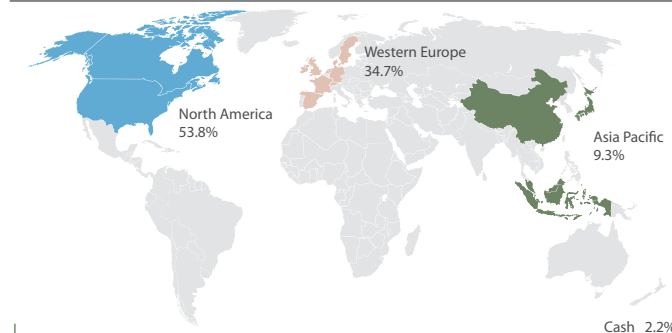 Western Europe
34.7%
North America
53.8%
Asia Pacific
9.3%
Cash 2.2%